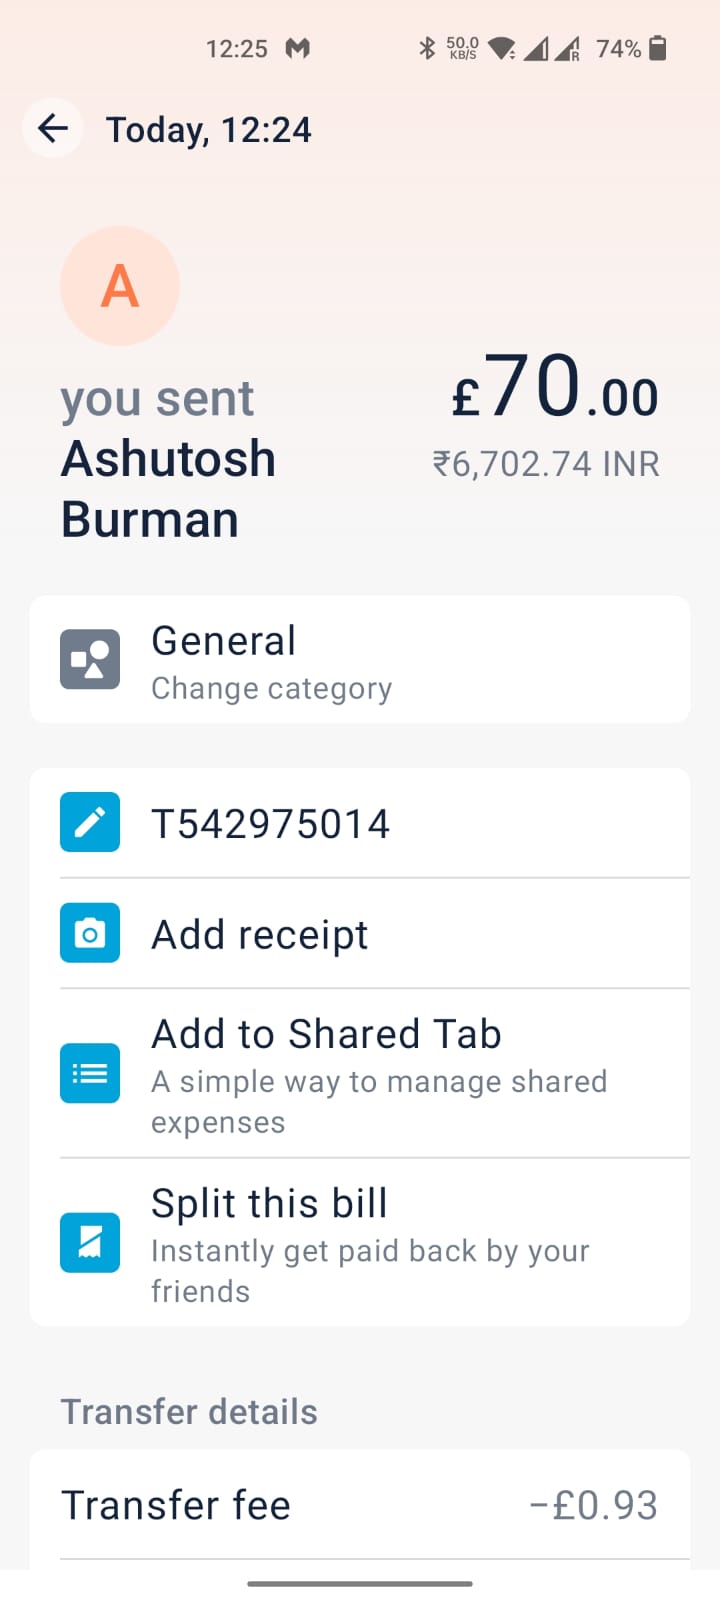 12:25
50.0
KB/S
R
74%
Today, 12:24
A
you sent
Ashutosh
Burman
£70.00
₹6,702.74 INR
General
Change category
T542975014
Add receipt
Add to Shared Tab
A simple way to manage shared
expenses
Split this bill
Instantly get paid back by your
friends
Transfer details
Transfer fee
−£0.93